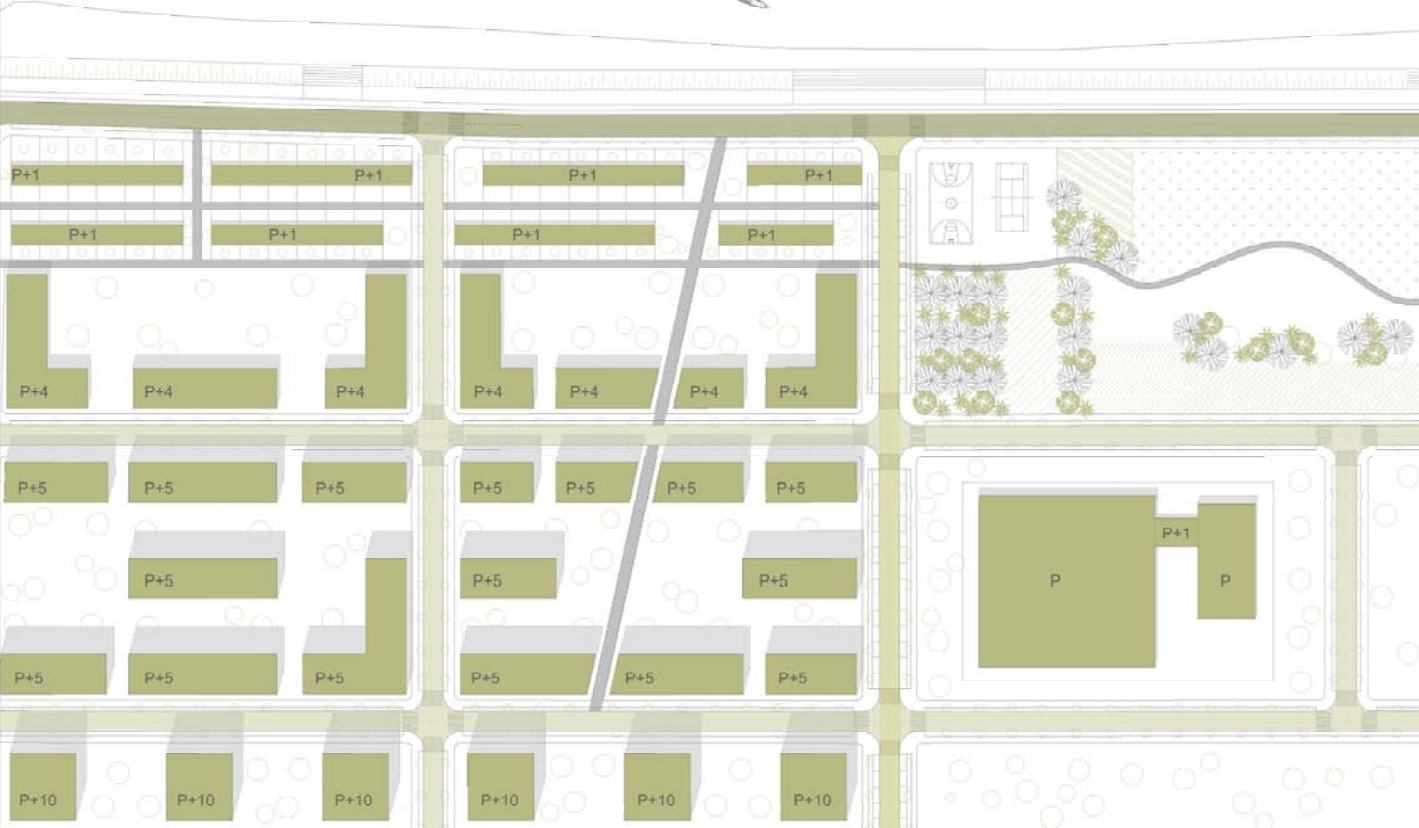 P+1 P+1 P+1 P+1
P+1 P+1 P+1 P+1
P+4 P+4 P+4 P+4 P+4 P+4 P+4
P+5 P+5 P+5 P+5 P+5 P+5 P+5
P+1
P+5 P+5 P+5 P P
P+5 P+5 P+5 P+5 P+5 P+5
P+10 P+10 P+10 P+10 P+10 P+10